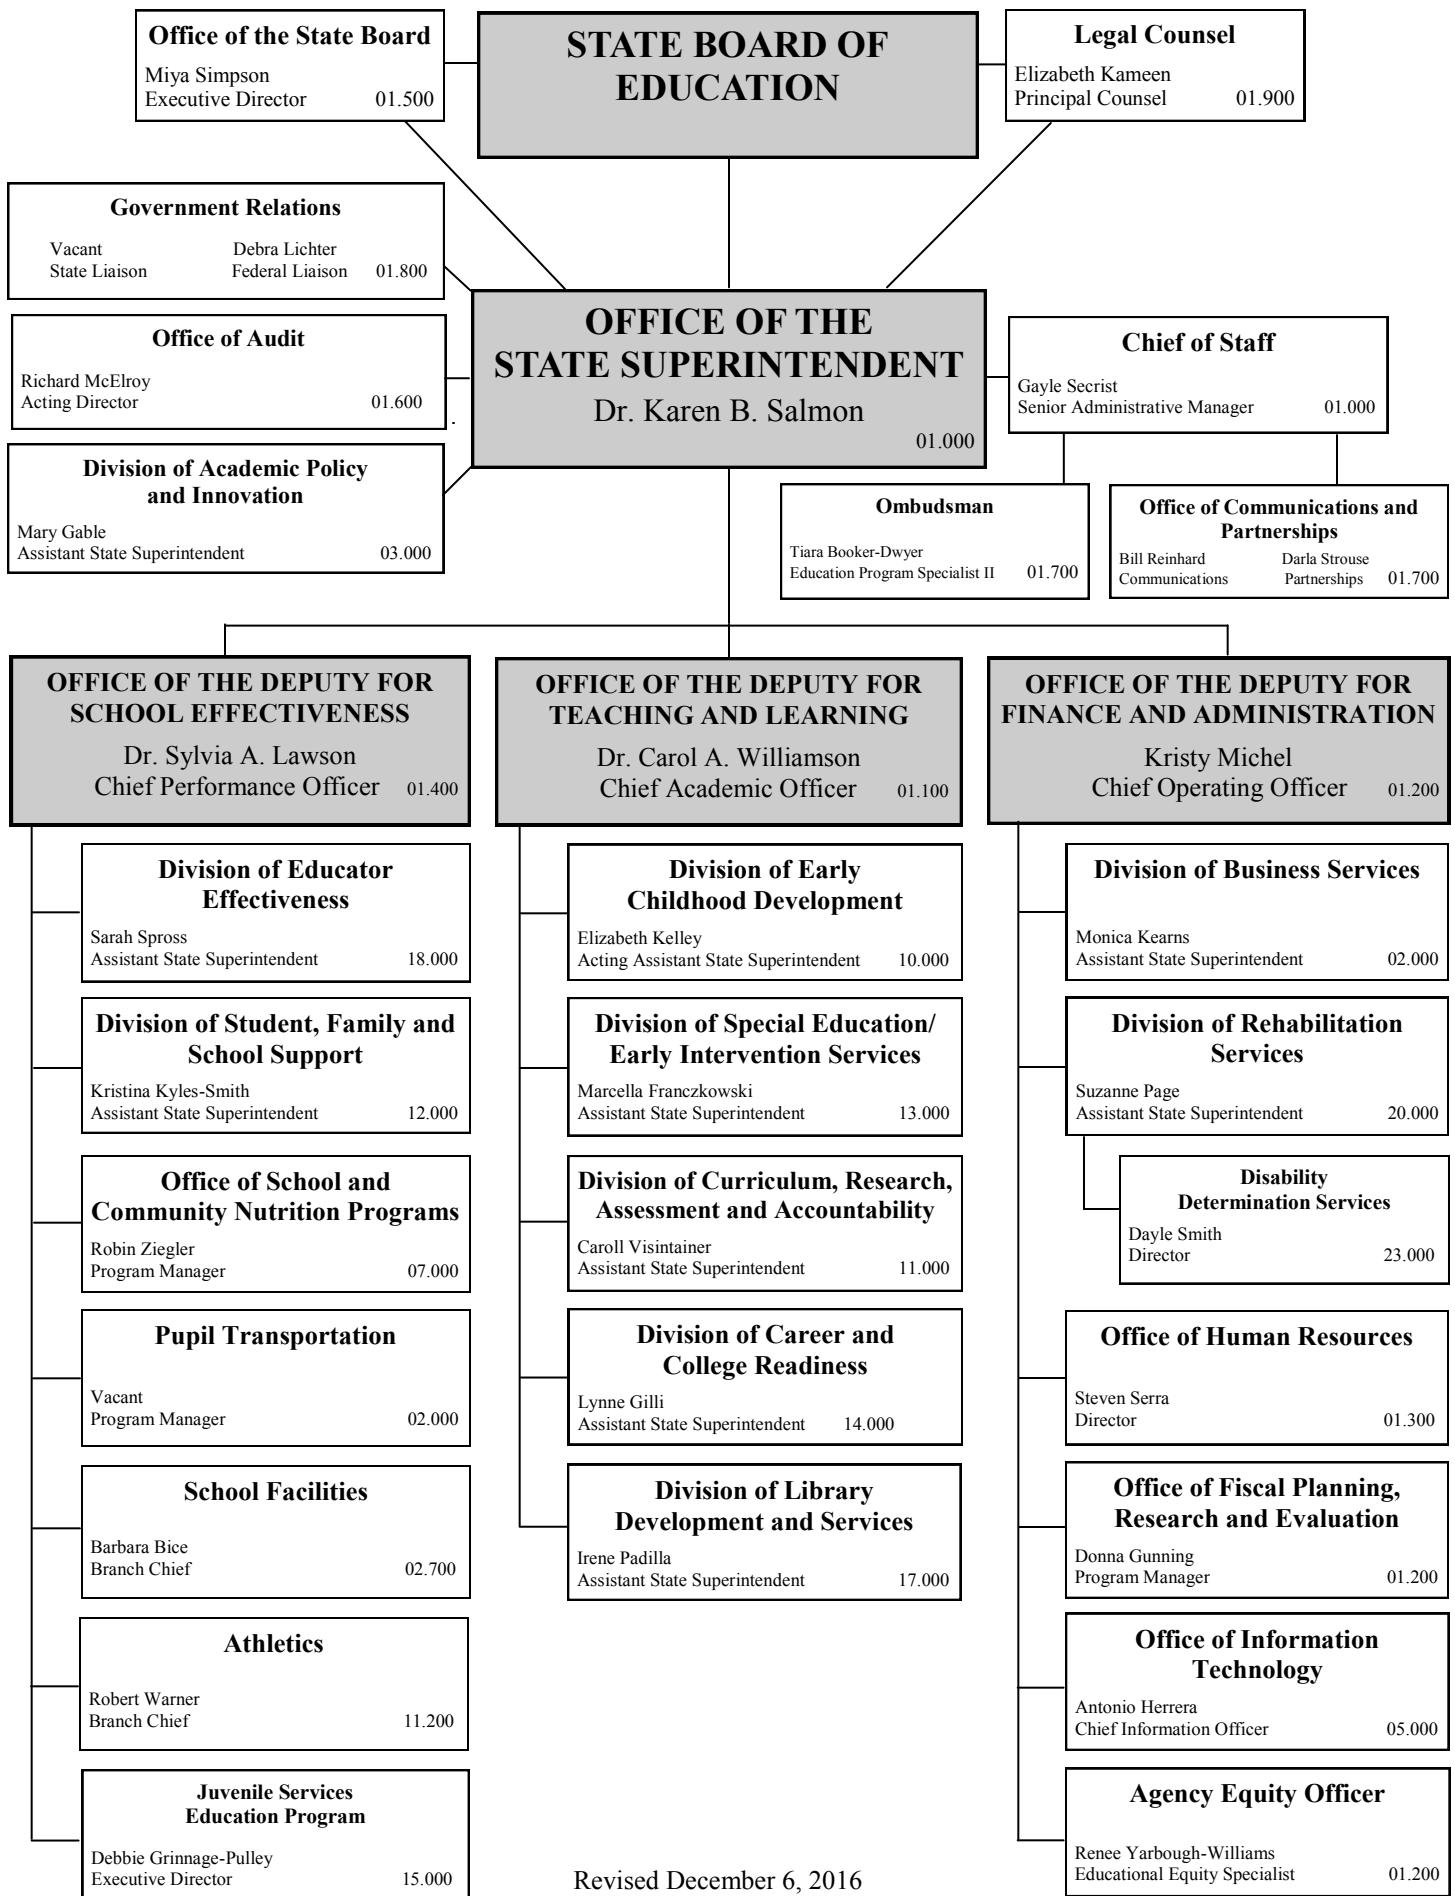 Office of the State Board
Miya Simpson
Executive Director 01.500
STATE BOARD OF
EDUCATION
Legal Counsel
Elizabeth Kameen
Principal Counsel 01.900
Government Relations
Vacant Debra Lichter
State Liaison Federal Liaison 01.800
Office of Audit
Richard McElroy
Acting Director 01.600
.
Division of Academic Policy
and Innovation
Mary Gable
Assistant State Superintendent 03.000
OFFICE OF THE
STATE SUPERINTENDENT
Dr. Karen B. Salmon
01.000
Chief of Staff
Gayle Secrist
Senior Administrative Manager 01.000
Ombudsman
Tiara Booker-Dwyer
Education Program Specialist II 01.700
Office of Communications and
Partnerships
Bill Reinhard Darla Strouse
Communications Partnerships 01.700
OFFICE OF THE DEPUTY FOR
SCHOOL EFFECTIVENESS
Dr. Sylvia A. Lawson
Chief Performance Officer 01.400
Division of Educator
Effectiveness
Sarah Spross
Assistant State Superintendent 18.000
Division of Student, Family and
School Support
Kristina Kyles-Smith
Assistant State Superintendent 12.000
Office of School and
Community Nutrition Programs
Robin Ziegler
Program Manager 07.000
Pupil Transportation
Vacant
Program Manager 02.000
School Facilities
Barbara Bice
Branch Chief 02.700
Athletics
Robert Warner
Branch Chief 11.200
Juvenile Services
Education Program
Debbie Grinnage-Pulley
Executive Director 15.000
OFFICE OF THE DEPUTY FOR
TEACHING AND LEARNING
Dr. Carol A. Williamson
Chief Academic Officer 01.100
Division of Early
Childhood Development
Elizabeth Kelley
Acting Assistant State Superintendent 10.000
Division of Special Education/
Early Intervention Services
Marcella Franczkowski
Assistant State Superintendent 13.000
Division of Curriculum, Research,
Assessment and Accountability
Caroll Visintainer
Assistant State Superintendent 11.000
Division of Career and
College Readiness
Lynne Gilli
Assistant State Superintendent 14.000
Division of Library
Development and Services
Irene Padilla
Assistant State Superintendent 17.000
OFFICE OF THE DEPUTY FOR
FINANCE AND ADMINISTRATION
Kristy Michel
Chief Operating Officer 01.200
Division of Business Services
Monica Kearns
Assistant State Superintendent 02.000
Division of Rehabilitation
Services
Suzanne Page
Assistant State Superintendent 20.000
Disability
Determination Services
Dayle Smith
Director 23.000
Office of Human Resources
Steven Serra
Director 01.300
Office of Fiscal Planning,
Research and Evaluation
Donna Gunning
Program Manager 01.200
Office of Information
Technology
Antonio Herrera
Chief Information Officer 05.000
Agency Equity Officer
Renee Yarbough-Williams
Educational Equity Specialist 01.200
Revised December 6, 2016